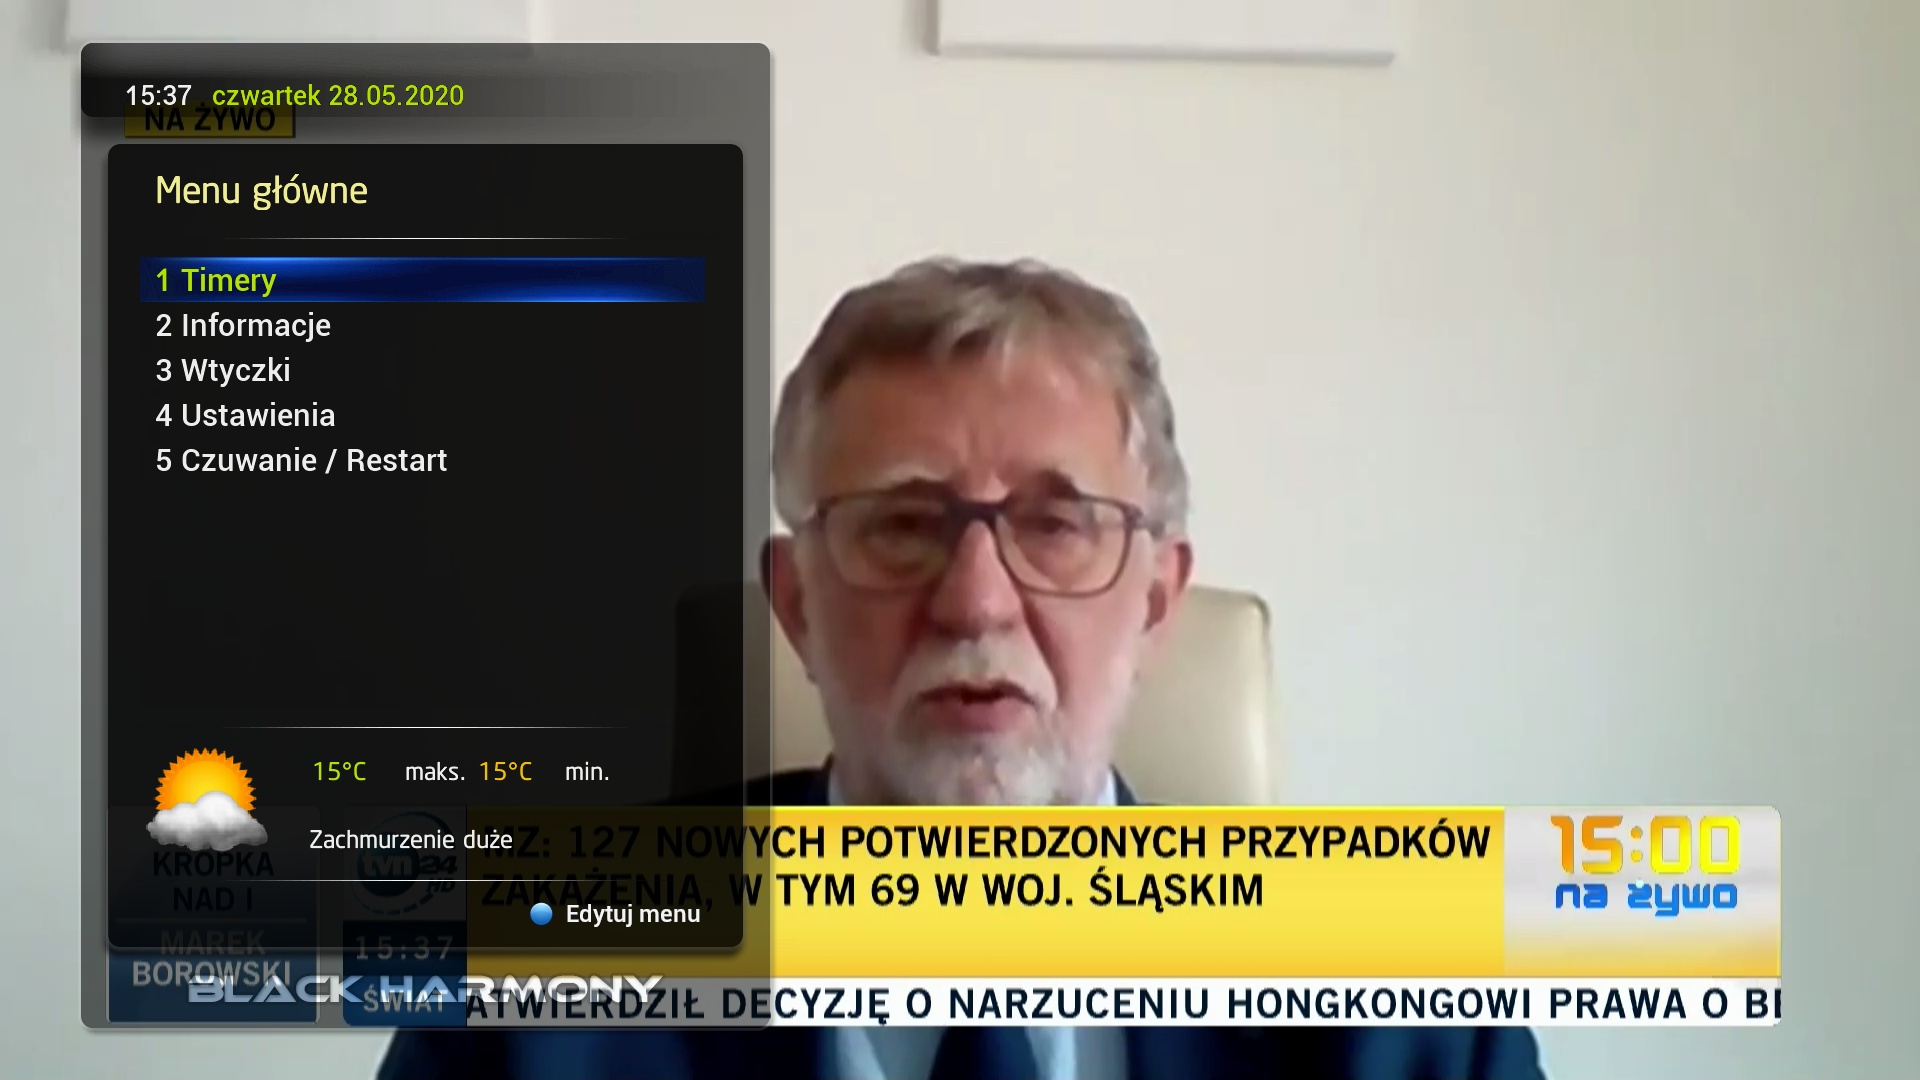 15:37 czwartek 28.05.2020
NA ŻYWO
Menu główne
1 Timery
2 Informacje
3 Wtyczki
4 Ustawienia
5 Czuwanie / Restart
15°C maks. 15°C min.
Zachmurzenie duże
Edytuj menu
KROPKA
NAD I
MAREK
BOROWSKI
tvn24
HD
15:37
ŚWIAT
BLACK HARMONY
MZ: 127 NOWYCH POTWIERDZONYCH PRZYPADKÓW
ZAKAŻENIA, W TYM 69 W WOJ. ŚLĄSKIM
15:00
na żywo
ATWIERDZIŁ DECYZJĘ O NARZUCENIU HONGKONGOWI PRAWA O